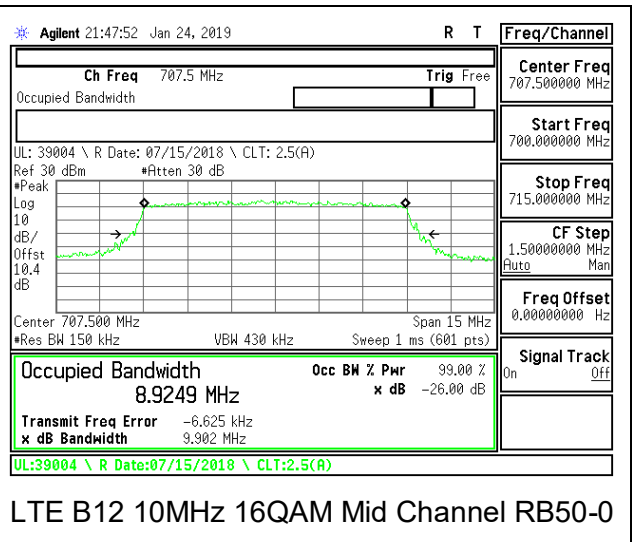 Agilent 21:47:52 Jan 24, 2019 R T
Freq/Channel
Ch Freq 707.5 MHz Trig Free
Occupied Bandwidth
Center Freq
707.500000 MHz
Start Freq
700.000000 MHz
UL: 39004 \ R Date: 07/15/2018 \ CLT: 2.5(A)
Ref 30 dBm #Atten 30 dB
#Peak
Log
10
dB/
Offst
10.4
dB
Stop Freq
715.000000 MHz
CF Step
1.50000000 MHz
Auto Man
Freq Offset
0.00000000 Hz
Center 707.500 MHz Span 15 MHz
#Res BW 150 kHz VBW 430 kHz Sweep 1 ms (601 pts)
Signal Track
On Off
Occupied Bandwidth Occ BW % Pwr 99.00 %
8.9249 MHz x dB -26.00 dB
Transmit Freq Error -6.625 kHz
x dB Bandwidth 9.902 MHz
UL:39004 \ R Date:07/15/2018 \ CLT:2.5(A)
LTE B12 10MHz 16QAM Mid Channel RB50-0